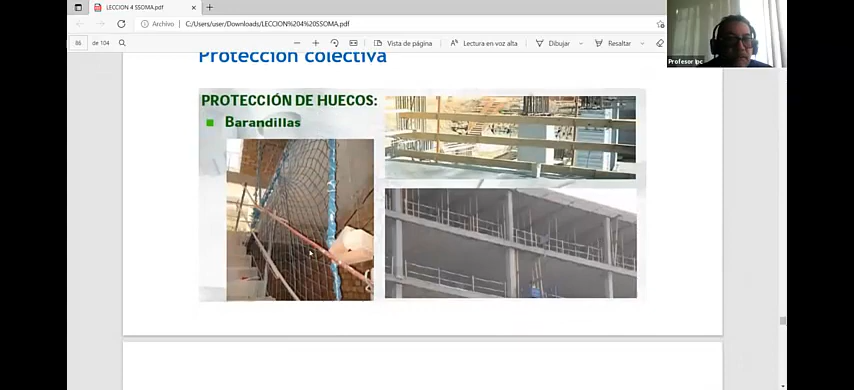 LECCION 4 SSOMA.pdf
Archivo
C:/Users/user/Downloads/LECCION%204%20SSOMA.pdf
86 de 104
Vista de página
Lectura en voz alta
Dibujar
Resaltar
Profesor Ipc
Protección colectiva
PROTECCIÓN DE HUECOS:
Barandillas